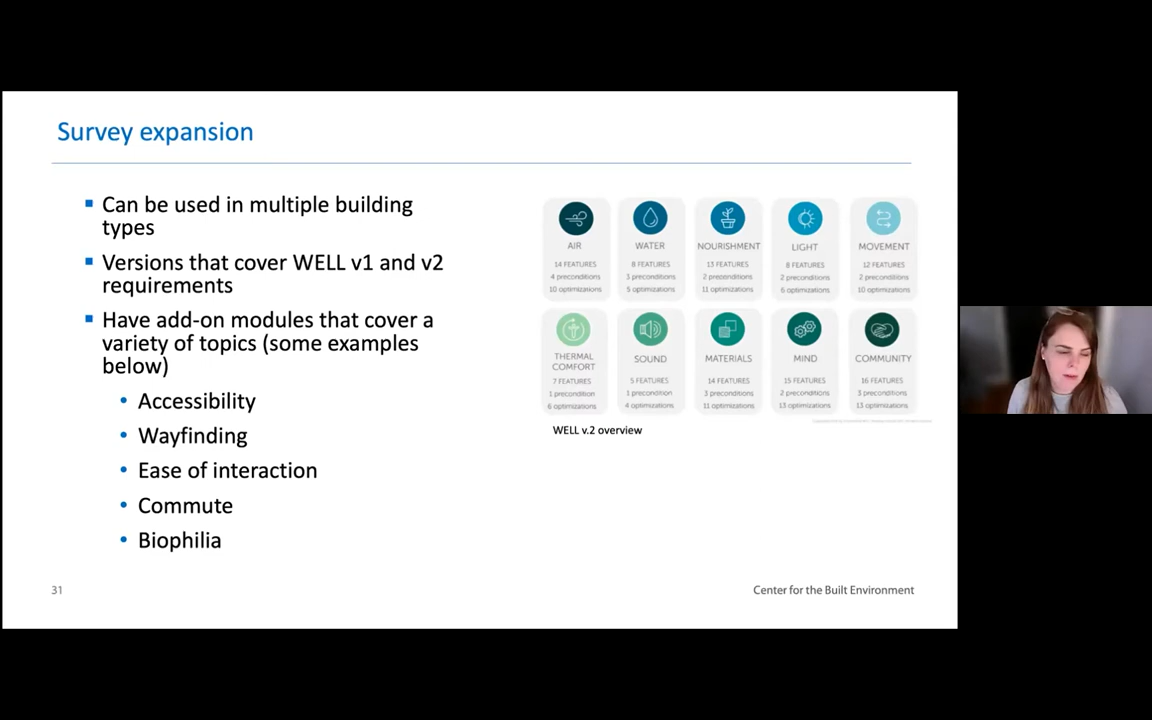 Survey expansion
Can be used in multiple building
types
Versions that cover WELL v1 and v2
requirements
Have add-on modules that cover a
variety of topics (some examples
below)
Accessibility
Wayfinding
Ease of interaction
Commute
Biophilia
AIR
14 FEATURES
4 preconditions
10 optimizations
WATER
8 FEATURES
3 preconditions
5 optimizations
NOURISHMENT
13 FEATURES
2 preconditions
11 optimizations
LIGHT
8 FEATURES
2 preconditions
6 optimizations
MOVEMENT
12 FEATURES
2 preconditions
10 optimizations
THERMAL
COMFORT
7 FEATURES
1 precondition
6 optimizations
SOUND
5 FEATURES
1 precondition
4 optimizations
MATERIALS
14 FEATURES
3 preconditions
11 optimizations
MIND
15 FEATURES
2 preconditions
13 optimizations
COMMUNITY
16 FEATURES
3 preconditions
13 optimizations
WELL v.2 overview
31
Center for the Built Environment